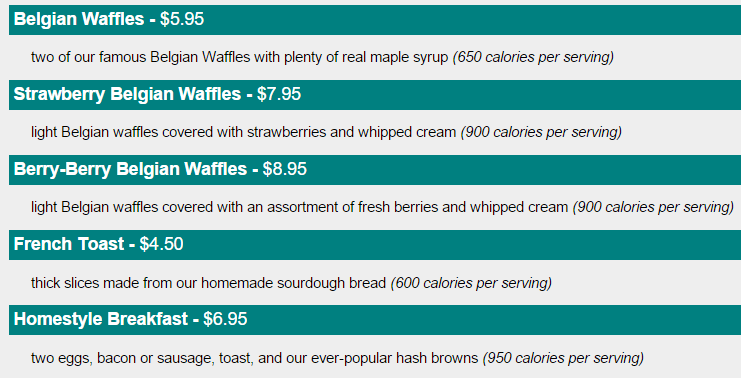 Belgian Waffles - $5.95
two of our famous Belgian Waffles with plenty of real maple syrup (650 calories per serving)
Strawberry Belgian Waffles - $7.95
light Belgian waffles covered with strawberries and whipped cream (900 calories per serving)
Berry-Berry Belgian Waffles - $8.95
light Belgian waffles covered with an assortment of fresh berries and whipped cream (900 calories per serving)
French Toast - $4.50
thick slices made from our homemade sourdough bread (600 calories per serving)
Homestyle Breakfast - $6.95
two eggs, bacon or sausage, toast, and our ever-popular hash browns (950 calories per serving)